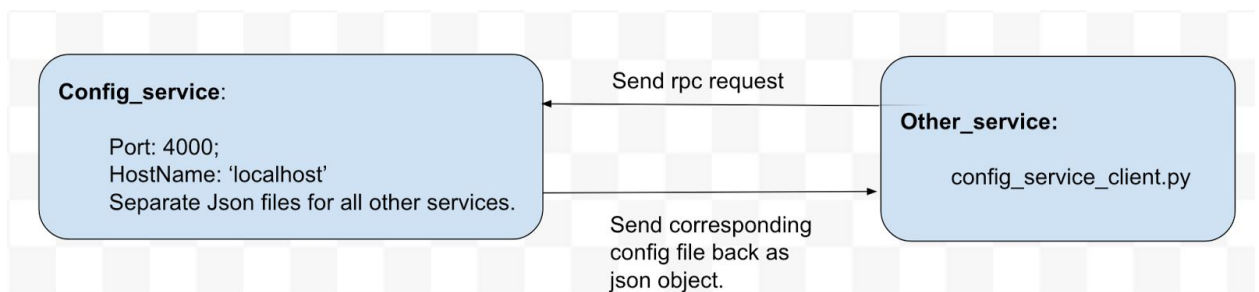 Config_service:
Port: 4000;
HostName: ‘localhost’
Separate Json files for all other services.
Send rpc request
Send corresponding
config file back as
json object.
Other_service:
config_service_client.py